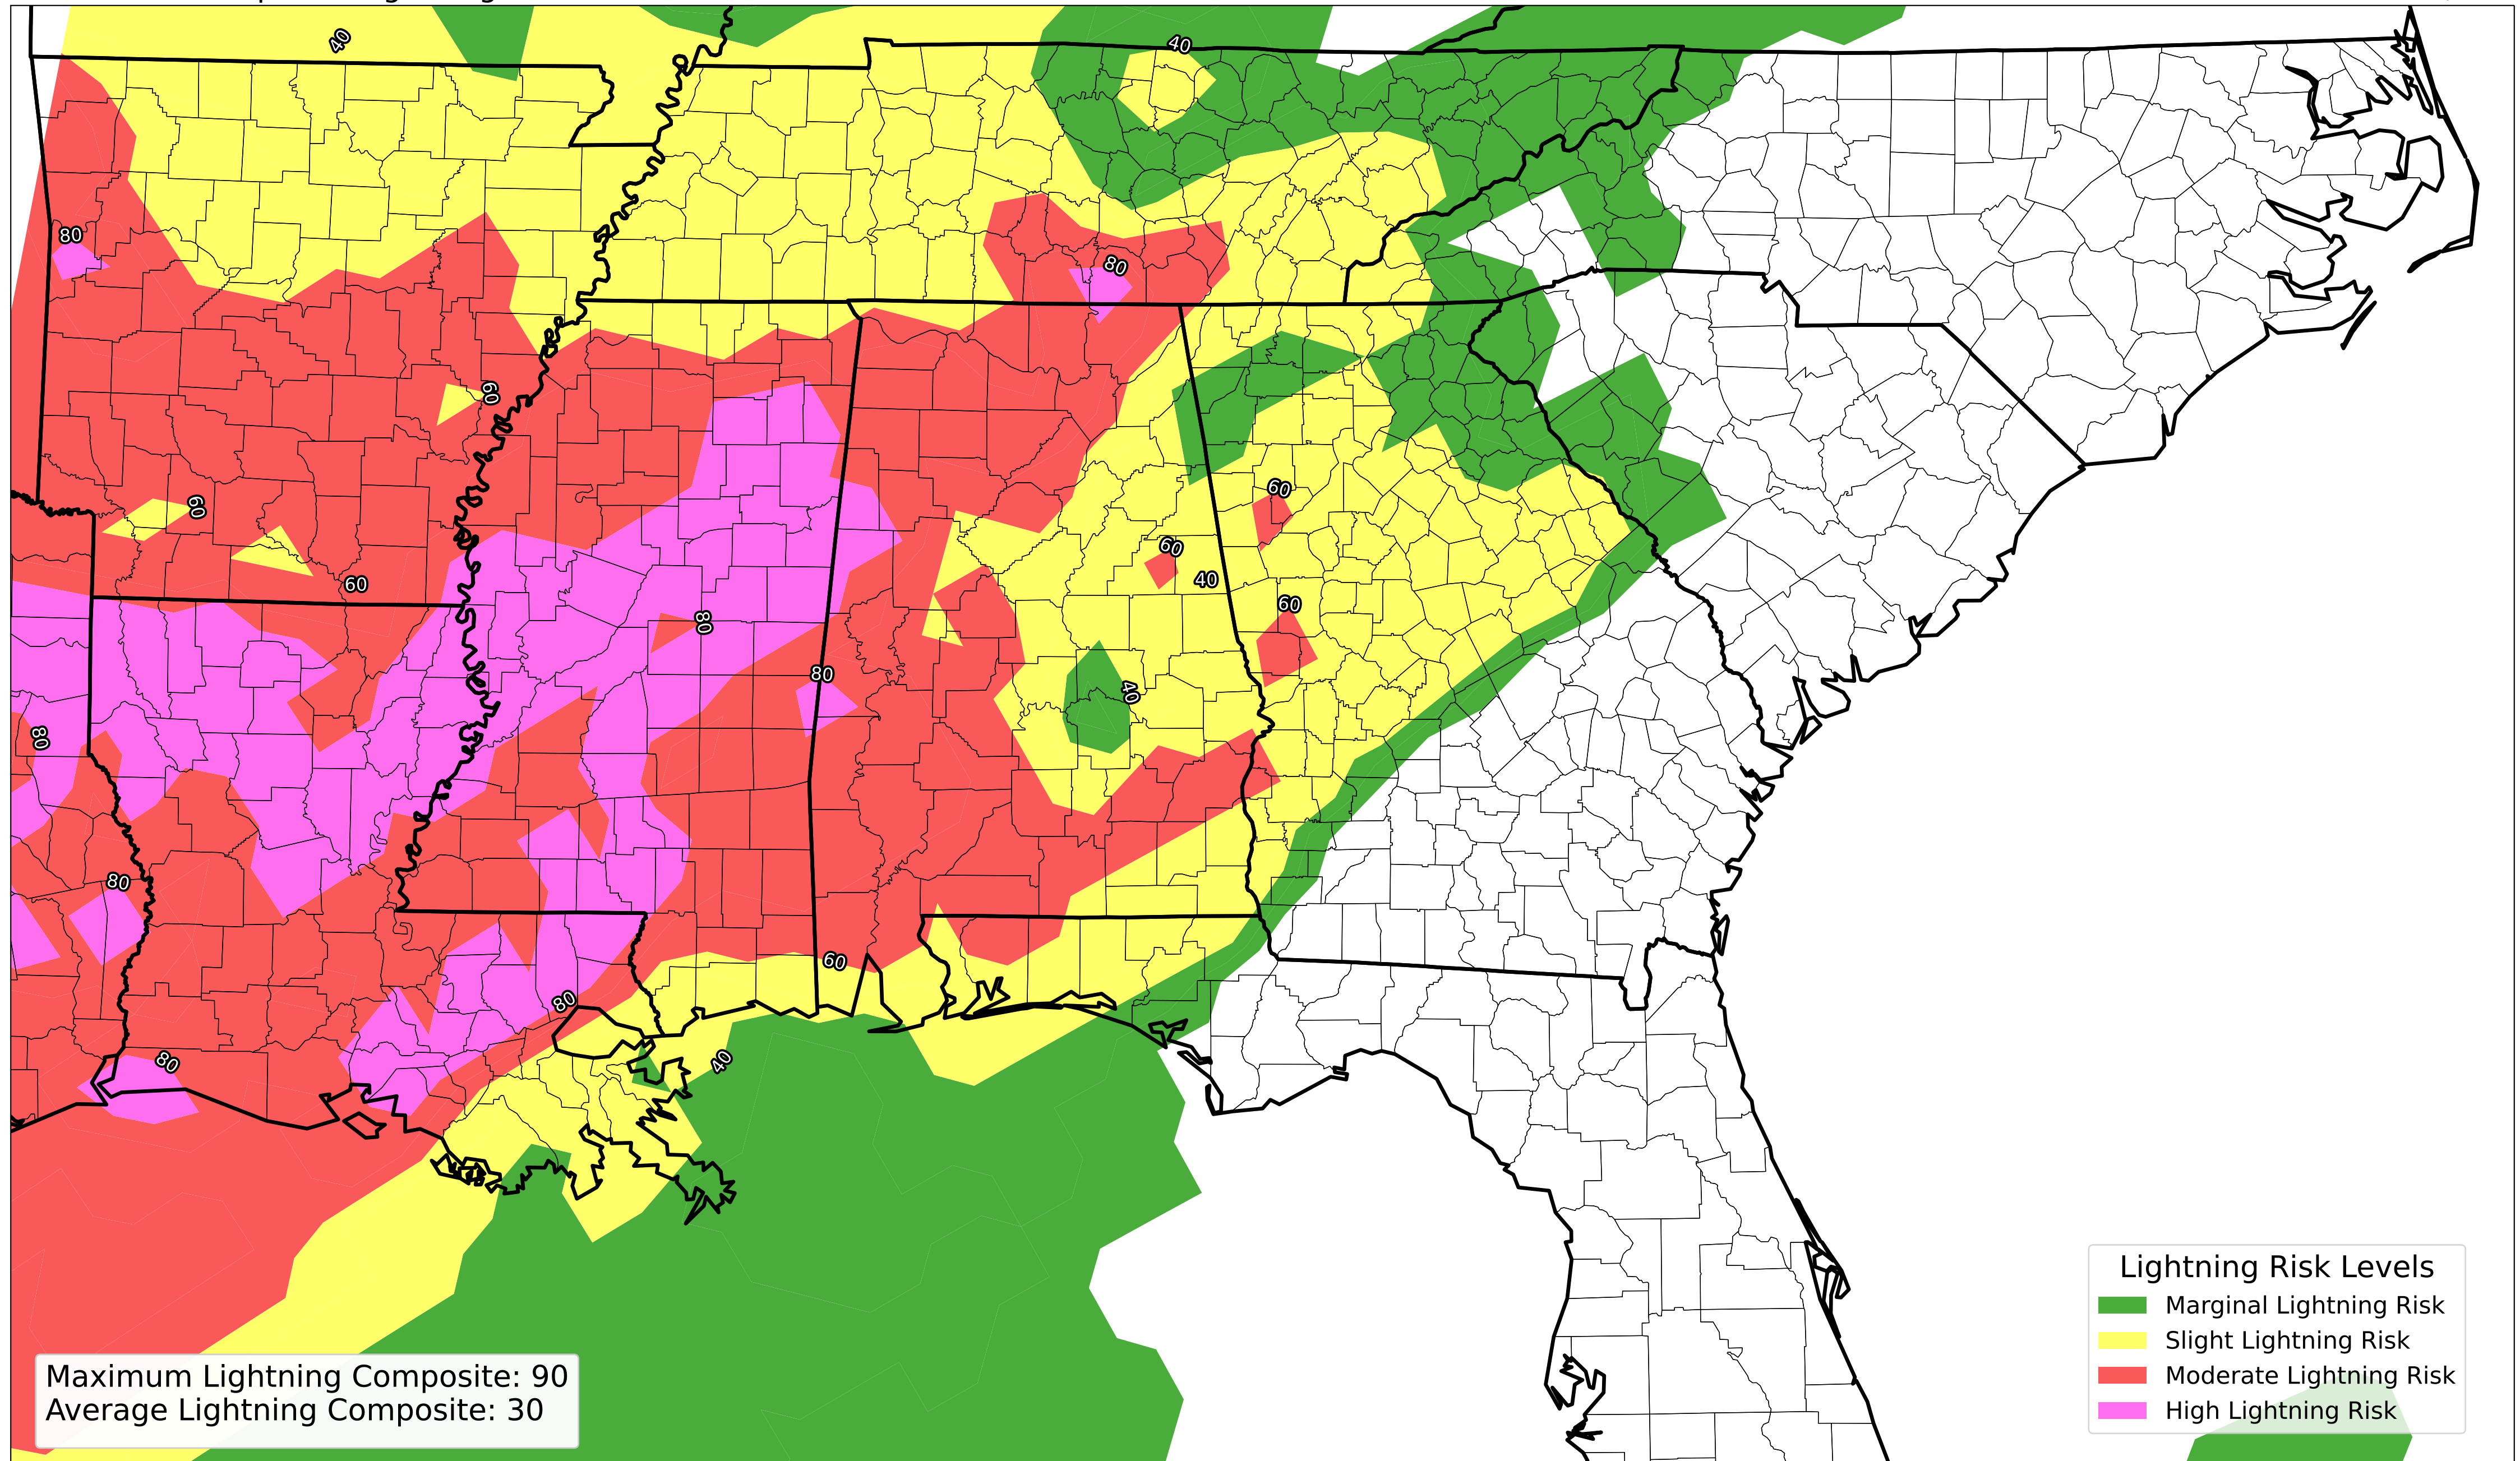 40
40
80
80
60
60
60
60
40
60
60
80
80
40
80
80
60
80
80
40
Lightning Risk Levels
Marginal Lightning Risk
Slight Lightning Risk
Moderate Lightning Risk
High Lightning Risk
Maximum Lightning Composite: 90
Average Lightning Composite: 30